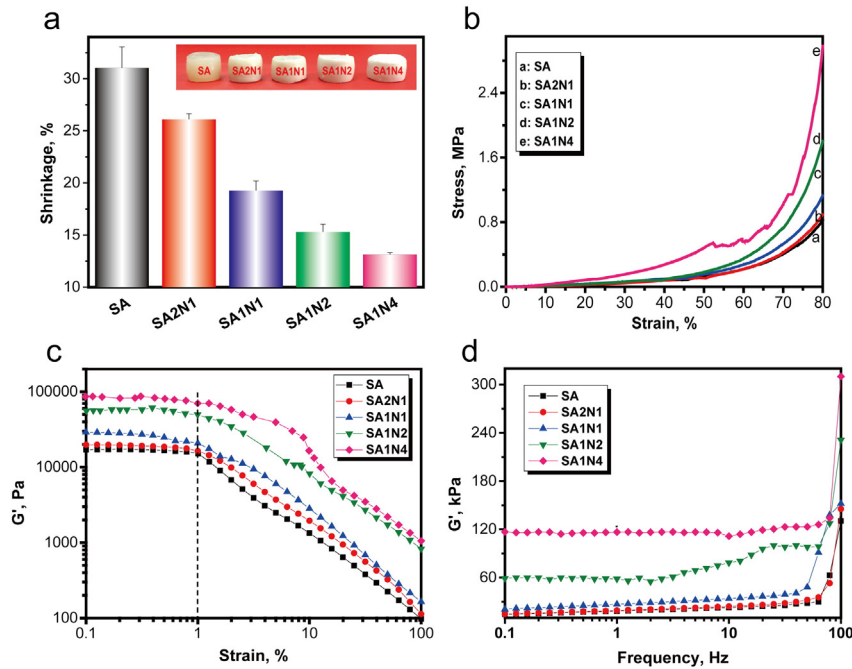 a
Shrinkage, %
30
25
20
15
10
SA SA2N1 SA1N1 SA1N2 SA1N4
SA SA2N1 SA1N1 SA1N2 SA1N4
b
Stress, MPa
2.4
1.6
0.8
0.0
a: SA
b: SA2N1
c: SA1N1
d: SA1N2
e: SA1N4
e
d
c
b
a
0 10 20 30 40 50 60 70 80
Strain, %
c
G', Pa
100000
10000
1000
100
SA
SA2N1
SA1N1
SA1N2
SA1N4
0.1 1 10 100
Strain, %
d
G', kPa
300
240
180
120
60
SA
SA2N1
SA1N1
SA1N2
SA1N4
0.1 1 10 100
Frequency, Hz